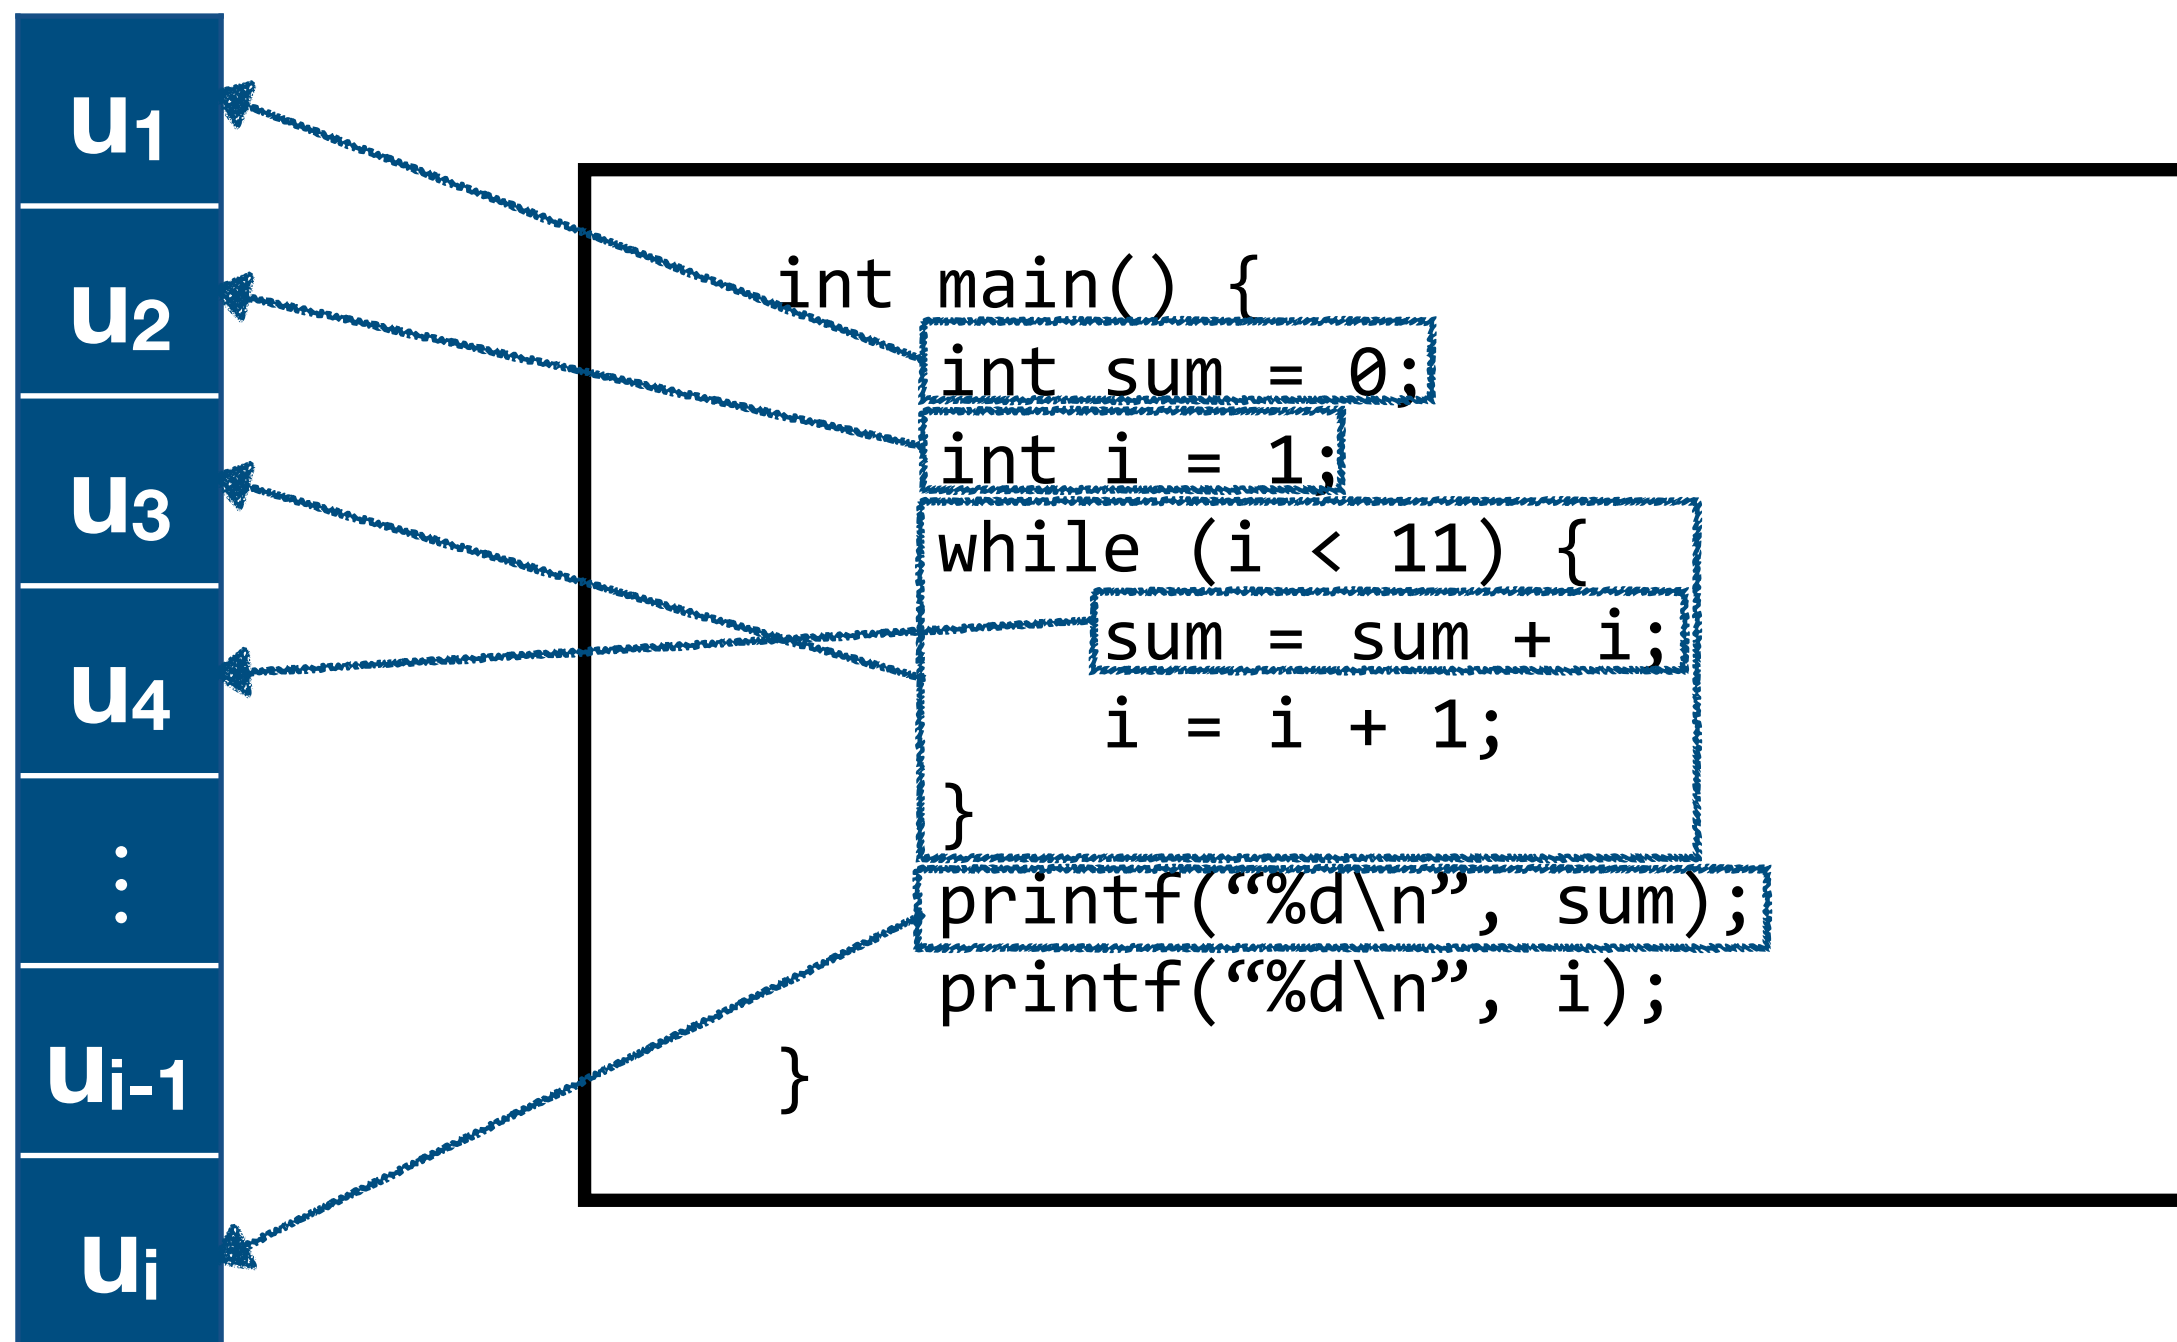 u1
u2
u3
u4
⋮
ui-1
ui
int main() {
int sum = 0;
int i = 1;
while (i < 11) {
sum = sum + i;
i = i + 1;
}
printf(“%d\n”, sum);
printf(“%d\n”, i);
}